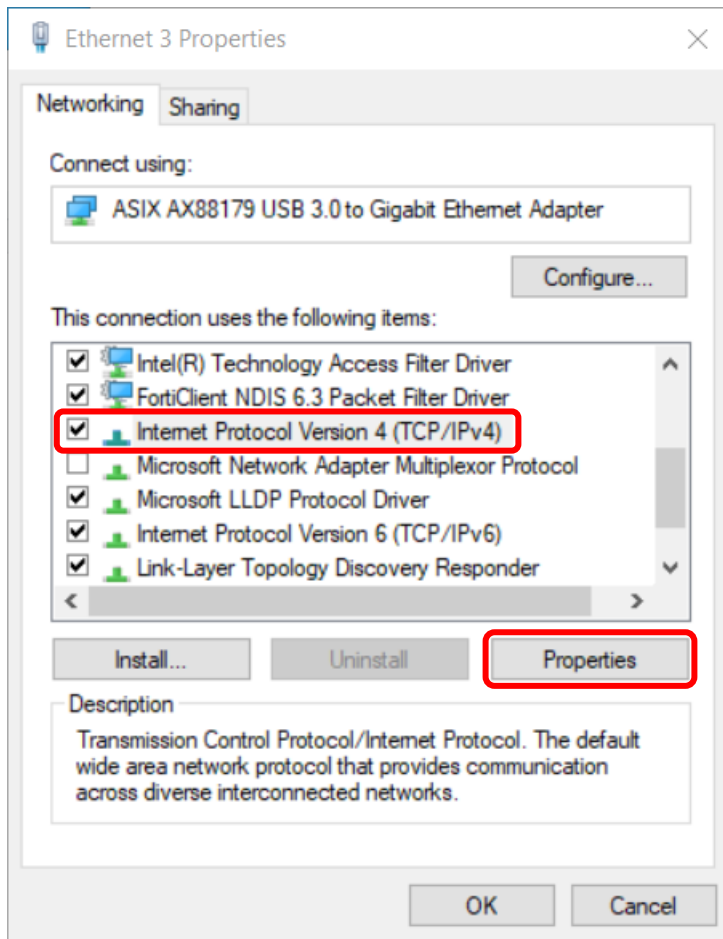 Ethernet 3 Properties
Networking
Sharing
Connect using:
ASIX AX88179 USB 3.0 to Gigabit Ethernet Adapter
Configure...
This connection uses the following items:
Intel(R) Technology Access Filter Driver
FortiClient NDIS 6.3 Packet Filter Driver
Internet Protocol Version 4 (TCP/IPv4)
Microsoft Network Adapter Multiplexor Protocol
Microsoft LLDP Protocol Driver
Internet Protocol Version 6 (TCP/IPv6)
Link-Layer Topology Discovery Responder
Install...
Uninstall
Properties
Description
Transmission Control Protocol/Internet Protocol. The default
wide area network protocol that provides communication
across diverse interconnected networks.
OK
Cancel